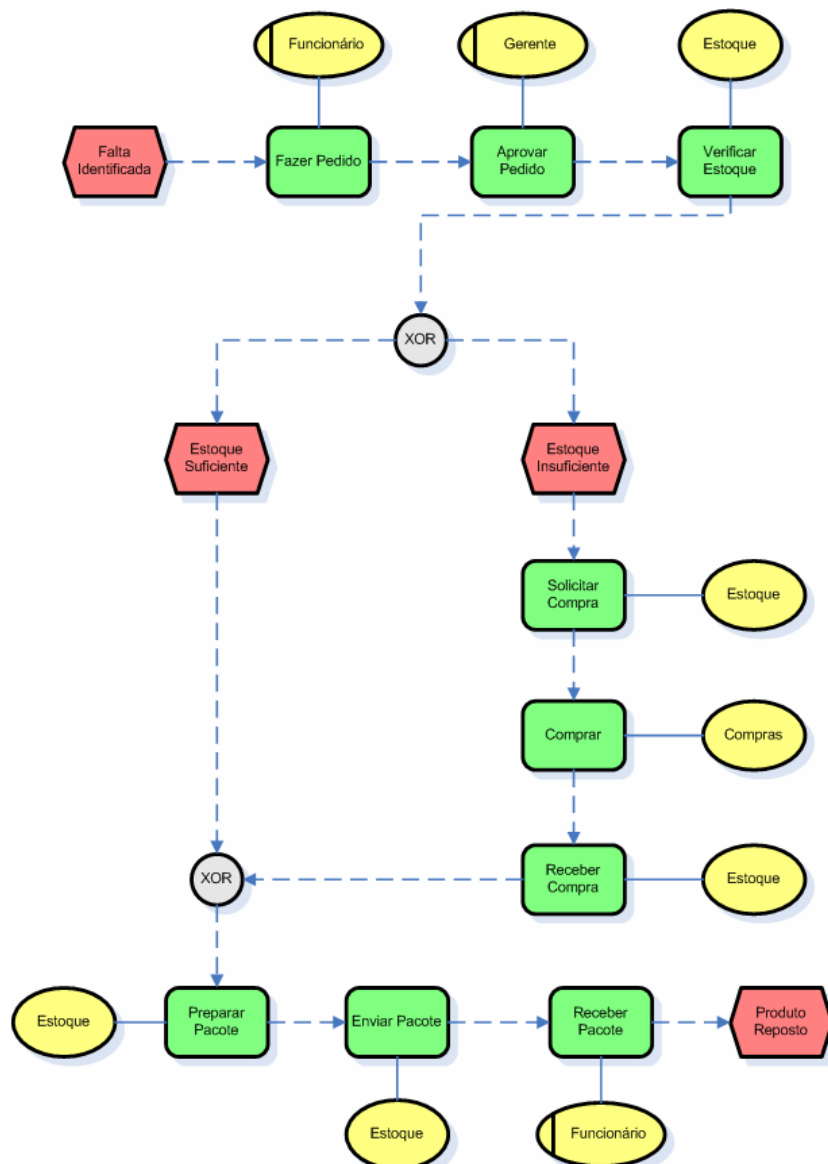 Funcionário
Gerente
Estoque
Falta
Identificada
Fazer Pedido
Aprovar
Pedido
Verificar
Estoque
XOR
Estoque
Suficiente
Estoque
Insuficiente
Solicitar
Compra
Estoque
Comprar
Compras
XOR
Receber
Compra
Estoque
Estoque
Preparar
Pacote
Enviar Pacote
Receber
Pacote
Produto
Reposto
Estoque
Funcionário